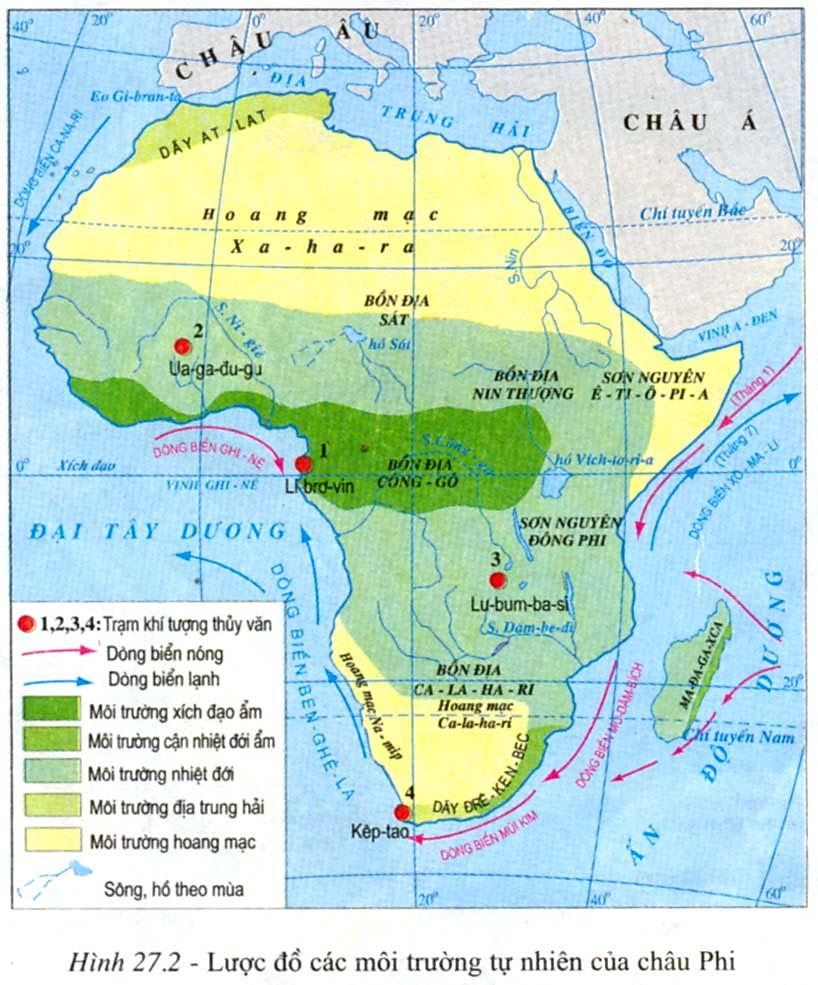 40° 20° 0° 20° 40° 60°
CHÂU ÂU
ĐỊA
TRUNG HẢI
Eo Gi-bran-ta
DÃY AT - LAT
CHÂU Á
DÒNG BIỂN CA-NA-RI
Hoang mạc
Xa-ha-ra
Chí tuyến Bắc
BIỂN ĐỎ
S. Nin
20°
20°
BỒN ĐỊA
SÁT
hồ Sát
S. Ni-giê
VỊNH A - ĐEN
2
Ua-ga-đu-gu
BỒN ĐỊA
NIN THƯỢNG
SƠN NGUYÊN
Ê - TI - Ô - PI - A
(Tháng 1)
(Tháng 7)
DÒNG BIỂN XÔ-MA-LI
DÒNG BIỂN GHI-NÊ
1
Li-brơ-vin
S. Công-gô
BỒN ĐỊA
CÔNG - GÔ
hồ Vich-to-ri-a
0°
Xích đạo
0°
VỊNH GHI-NÊ
ĐẠI TÂY DƯƠNG
SƠN NGUYÊN
ĐÔNG PHI
3
Lu-bum-ba-si
S. Dam-be-di
DÒNG BIỂN BEN-GHÊ-LA
MA-ĐA-GA-XCA
20°
Hoang mạc Na-mip
BỒN ĐỊA
CA - LA - HA - RI
Hoang mạc
Ca-la-ha-ri
DÒNG BIỂN MÔ-DĂM-BÍCH
Chí tuyến Nam
ẤN ĐỘ DƯƠNG
DÃY ĐRÊ-KEN-BEC
4
Kêp-tao
DÒNG BIỂN MŨI KIM
20° 40° 60°
1,2,3,4: Trạm khí tượng thủy văn
Dòng biển nóng
Dòng biển lạnh
Môi trường xích đạo ẩm
Môi trường cận nhiệt đới ẩm
Môi trường nhiệt đới
Môi trường địa trung hải
Môi trường hoang mạc
Sông, hồ theo mùa
Hình 27.2 - Lược đồ các môi trường tự nhiên của châu Phi